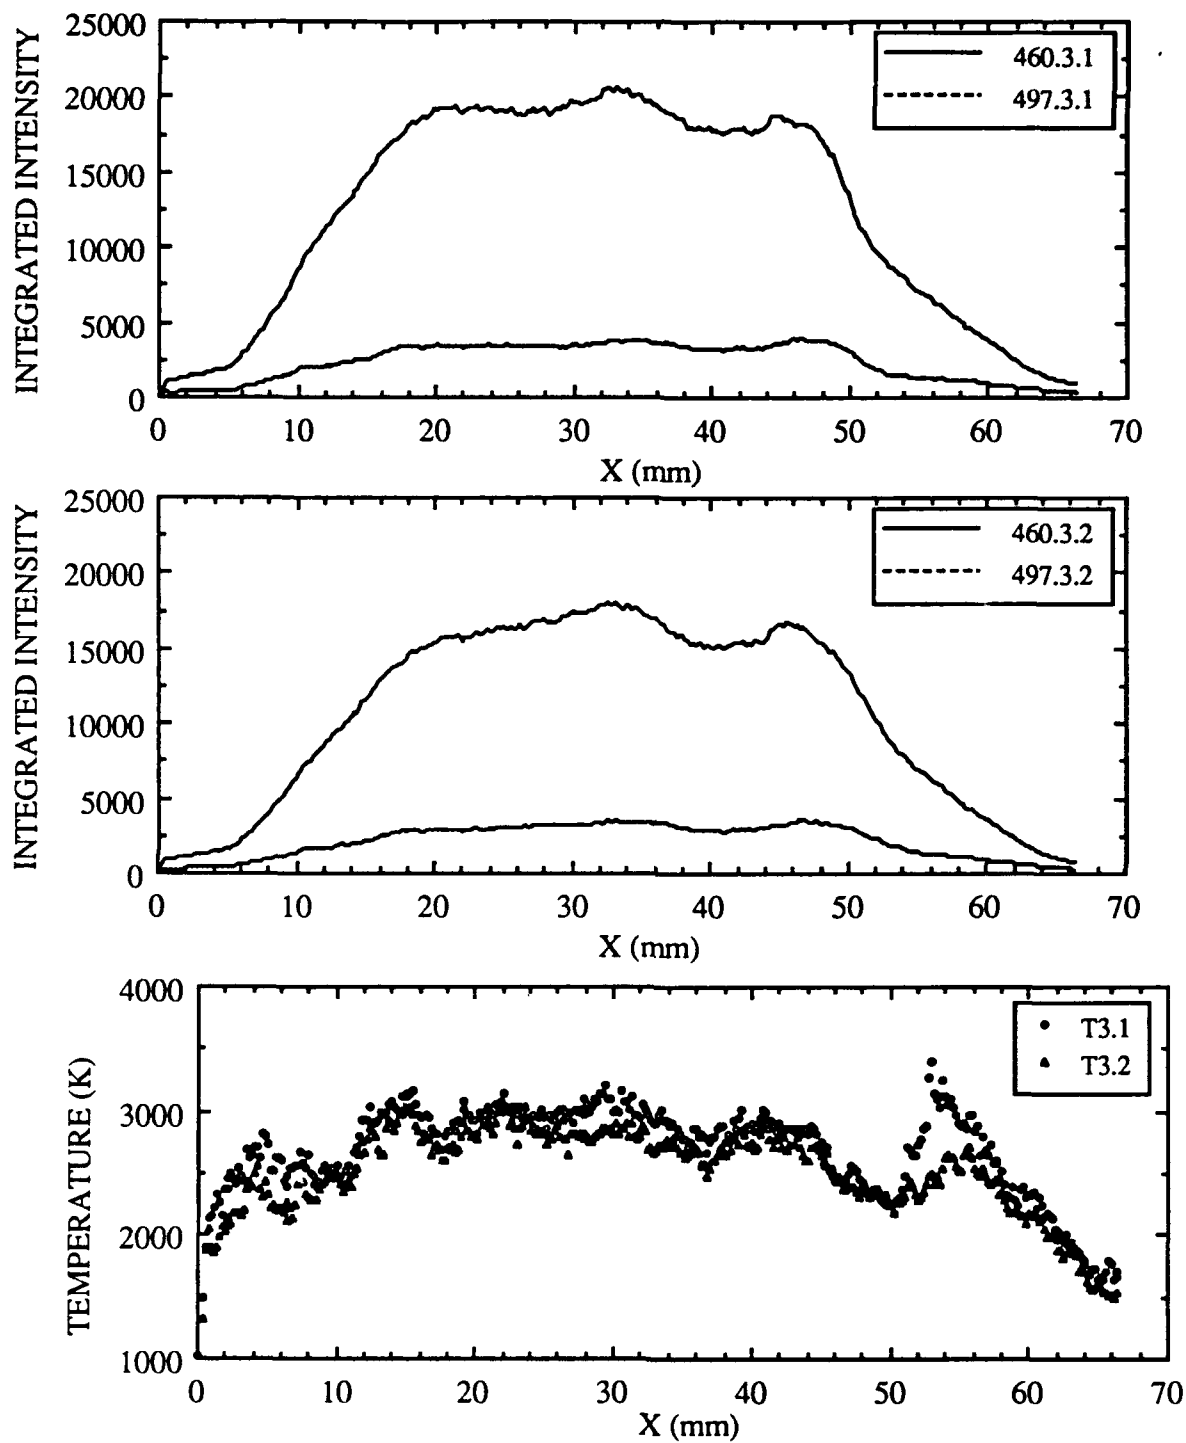 INTEGRATED INTENSITY
25000
20000
15000
10000
5000
0
460.3.1
497.3.1
0 10 20 30 40 50 60 70
X (mm)
INTEGRATED INTENSITY
25000
20000
15000
10000
5000
0
460.3.2
497.3.2
0 10 20 30 40 50 60 70
X (mm)
TEMPERATURE (K)
4000
3000
2000
1000
T3.1
T3.2
0 10 20 30 40 50 60 70
X (mm)